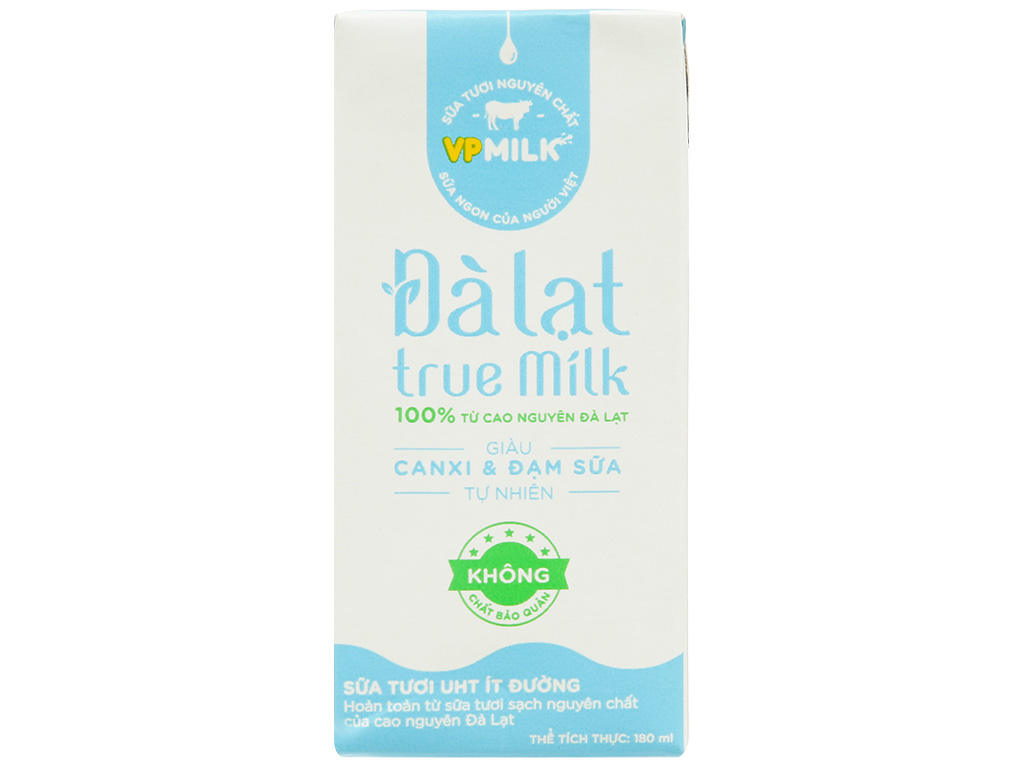 SỮA TƯƠI NGUYÊN CHẤT
VPMILK
SỮA NGON CỦA NGƯỜI VIỆT
Đà lạt
true Milk
100% TỪ CAO NGUYÊN ĐÀ LẠT
GIÀU
CANXI & ĐẠM SỮA
TỰ NHIÊN
KHÔNG
CHẤT BẢO QUẢN
SỮA TƯƠI UHT ÍT ĐƯỜNG
Hoàn toàn từ sữa tươi sạch nguyên chất
của cao nguyên Đà Lạt
THỂ TÍCH THỰC: 180 ml